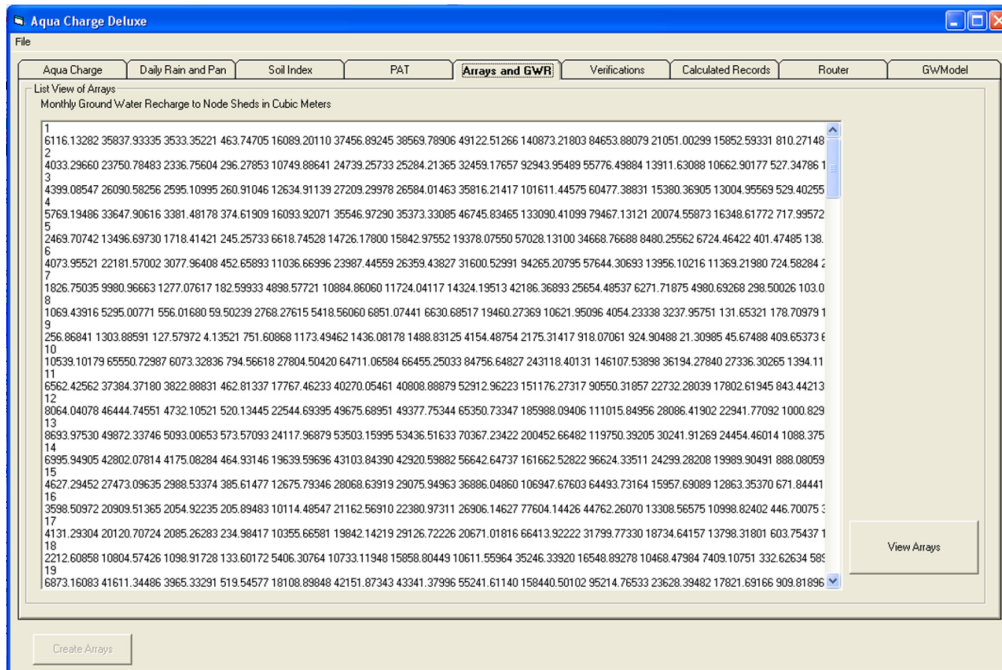 Aqua Charge Deluxe
File
Aqua Charge Daily Rain and Pan Soil Index PAT Arrays and GWR Verifications Calculated Records Router GWModel
List View of Arrays
Monthly Ground Water Recharge to Node Sheds in Cubic Meters
1
6116.13282 35837.93335 3533.35221 463.74705 16089.20110 37456.89245 38569.78906 49122.51266 140873.21803 84653.88079 21051.00299 15852.59331 810.27148
2
4033.29660 23750.78483 2336.75604 296.27853 10749.88641 24739.25733 25284.21365 32459.17657 92943.95489 55776.49884 13911.63088 10662.90177 527.34786 1
3
4399.08547 26090.58256 2595.10995 260.91046 12634.91139 27209.29978 26584.01463 35816.21417 101611.44575 60477.38831 15380.36905 13004.95569 529.40255
4
5769.19486 33647.90616 3381.48178 374.61909 16093.92071 35546.97290 35373.33085 46745.83465 133090.41099 79467.13121 20074.55873 16348.61772 717.99572
5
2469.70742 13496.69730 1718.41421 245.25733 6618.74528 14726.17800 15842.97552 19378.07550 57028.13100 34668.76688 8480.25562 6724.46422 401.47485 138.
6
4073.95521 22181.57002 3077.96408 452.65893 11036.66996 23987.44559 26359.43827 31600.52991 94265.20795 57644.30693 13956.10216 11369.21980 724.58284 2
7
1826.75035 9980.96663 1277.07617 182.59933 4898.57721 10884.86060 11724.04117 14324.19513 42186.36893 25654.48537 6271.71875 4980.69268 298.50026 103.0
8
1069.43916 5295.00771 556.01680 59.50239 2768.27615 5418.56060 6851.07441 6630.68517 19460.27369 10621.95096 4054.23338 3237.95751 131.65321 178.70979 1
9
256.86841 1303.88591 127.57972 4.13521 751.60868 1173.49462 1436.08178 1488.83125 4154.48754 2175.31417 918.07061 924.90488 21.30985 45.67488 409.65373 6
10
10539.10179 65550.72987 6073.32836 794.56618 27804.50420 64711.06584 66455.25033 84756.64827 243118.40131 146107.53898 36194.27840 27336.30265 1394.11
11
6562.42562 37384.37180 3822.88831 462.81337 17767.46233 40270.05461 40808.88879 52912.96223 151176.27317 90550.31857 22732.28039 17802.61945 843.44213
12
8064.04078 46444.74551 4732.10521 520.13445 22544.69395 49675.68951 49377.75344 65350.73347 185988.09406 111015.84956 28086.41902 22941.77092 1000.829
13
8693.97530 49872.33746 5093.00653 573.57093 24117.96879 53503.15995 53436.51633 70367.23422 200452.66482 119750.39205 30241.91269 24454.46014 1088.375
14
6995.94905 42802.07814 4175.08284 464.93146 19639.59696 43103.84390 42920.59882 56642.64737 161662.52822 96624.33511 24299.28208 19989.90491 888.08059
15
4627.29452 27473.09635 2988.53374 385.61477 12675.79346 28068.63919 29075.94963 36886.04860 106947.67603 64493.73164 15957.69089 12863.35370 671.84441
16
3598.50972 20909.51365 2054.92235 205.89483 10114.48547 21162.56910 22380.97311 26906.14627 77604.14426 44762.26070 13308.56575 10998.82402 446.70075 3
17
4131.29304 20120.70724 2085.26283 234.98417 10355.66581 19842.14219 29126.72226 20671.01816 66413.92222 31799.77330 18734.64157 13798.31801 603.75437 1
18
2212.60858 10804.57426 1098.91728 133.60172 5406.30764 10733.11948 15858.80449 10611.55964 35246.33920 16548.89278 10468.47984 7409.10751 332.62634 589
19
6873.16083 41611.34486 3965.33291 519.54577 18108.89848 42151.87343 43341.37996 55241.61140 158440.50102 95214.76533 23628.39482 17821.69166 909.81896
View Arrays
Create Arrays